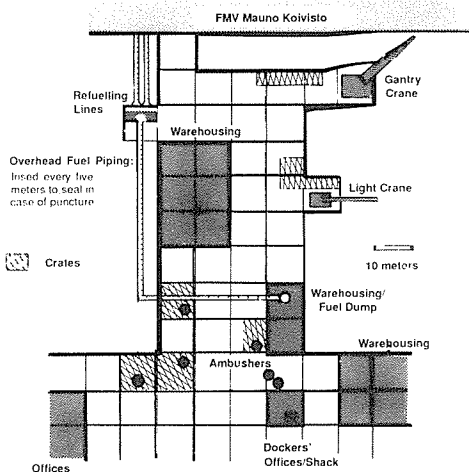 FMV Mauno Koivisto
Gantry
Crane
Refuelling
Lines
Warehousing
Overhead Fuel Piping:
Irised every five
meters to seal in
case of puncture
Light Crane
Crates
10 meters
Warehousing/
Fuel Dump
Warehousing
Ambushers
Dockers'
Offices/Shack
Offices